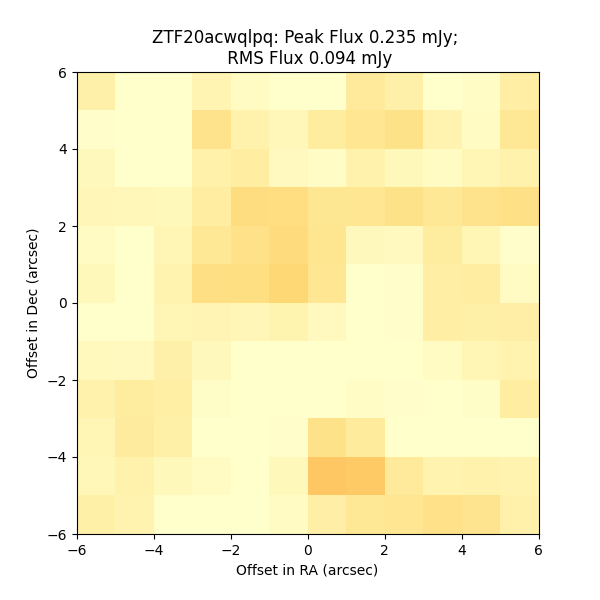 ZTF20acwqlpq: Peak Flux 0.235 mJy;
RMS Flux 0.094 mJy
6
4
2
0
−2
−4
−6
Offset in Dec (arcsec)
−6 −4 −2 0 2 4 6
Offset in RA (arcsec)